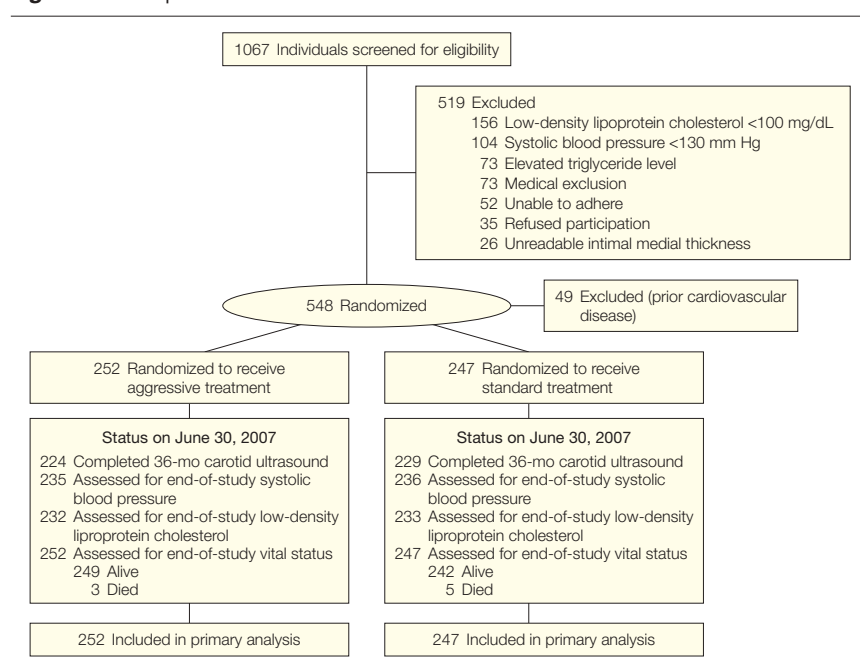 1067 Individuals screened for eligibility
519 Excluded
156 Low-density lipoprotein cholesterol <100 mg/dL
104 Systolic blood pressure <130 mm Hg
73 Elevated triglyceride level
73 Medical exclusion
52 Unable to adhere
35 Refused participation
26 Unreadable intimal medial thickness
548 Randomized
49 Excluded (prior cardiovascular
disease)
252 Randomized to receive
aggressive treatment
Status on June 30, 2007
224 Completed 36-mo carotid ultrasound
235 Assessed for end-of-study systolic
blood pressure
232 Assessed for end-of-study low-density
liproprotein cholesterol
252 Assessed for end-of-study vital status
249 Alive
3 Died
252 Included in primary analysis
247 Randomized to receive
standard treatment
Status on June 30, 2007
229 Completed 36-mo carotid ultrasound
236 Assessed for end-of-study systolic
blood pressure
233 Assessed for end-of-study low-density
liproprotein cholesterol
247 Assessed for end-of-study vital status
242 Alive
5 Died
247 Included in primary analysis